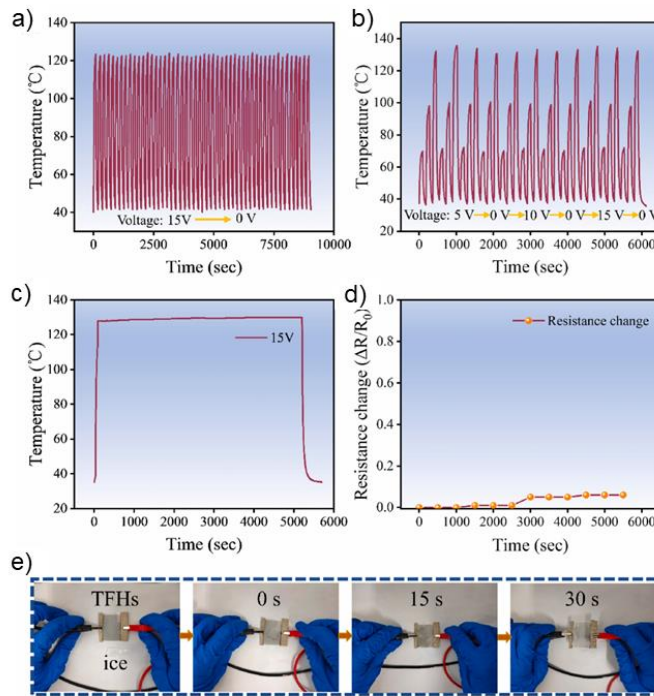 a)
Temperature (℃)
140
120
100
80
60
40
Voltage: 15V → 0 V
0 2500 5000 7500 10000
Time (sec)
b)
Temperature (℃)
140
120
100
80
60
40
20
Voltage: 5 V → 0 V → 10 V → 0 V → 15 V → 0 V
0 1000 2000 3000 4000 5000 6000
Time (sec)
c)
Temperature (℃)
140
120
100
80
60
40
20
15V
0 1000 2000 3000 4000 5000 6000
Time (sec)
d)
Resistance change (ΔR/R₀)
1.0
0.8
0.6
0.4
0.2
0.0
Resistance change
0 1000 2000 3000 4000 5000 6000
Time (sec)
e)
TFHs
ice
0 s
15 s
30 s